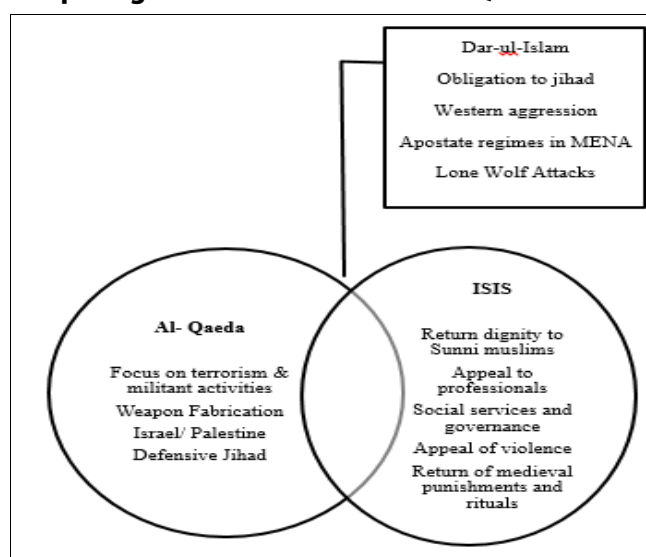 Dar-ul-Islam
Obligation to jihad
Western aggression
Apostate regimes in MENA
Lone Wolf Attacks
Al- Qaeda
Focus on terrorism &
militant activities
Weapon Fabrication
Israel/ Palestine
Defensive Jihad
ISIS
Return dignity to
Sunni muslims
Appeal to
professionals
Social services and
governance
Appeal of violence
Return of medieval
punishments and
rituals